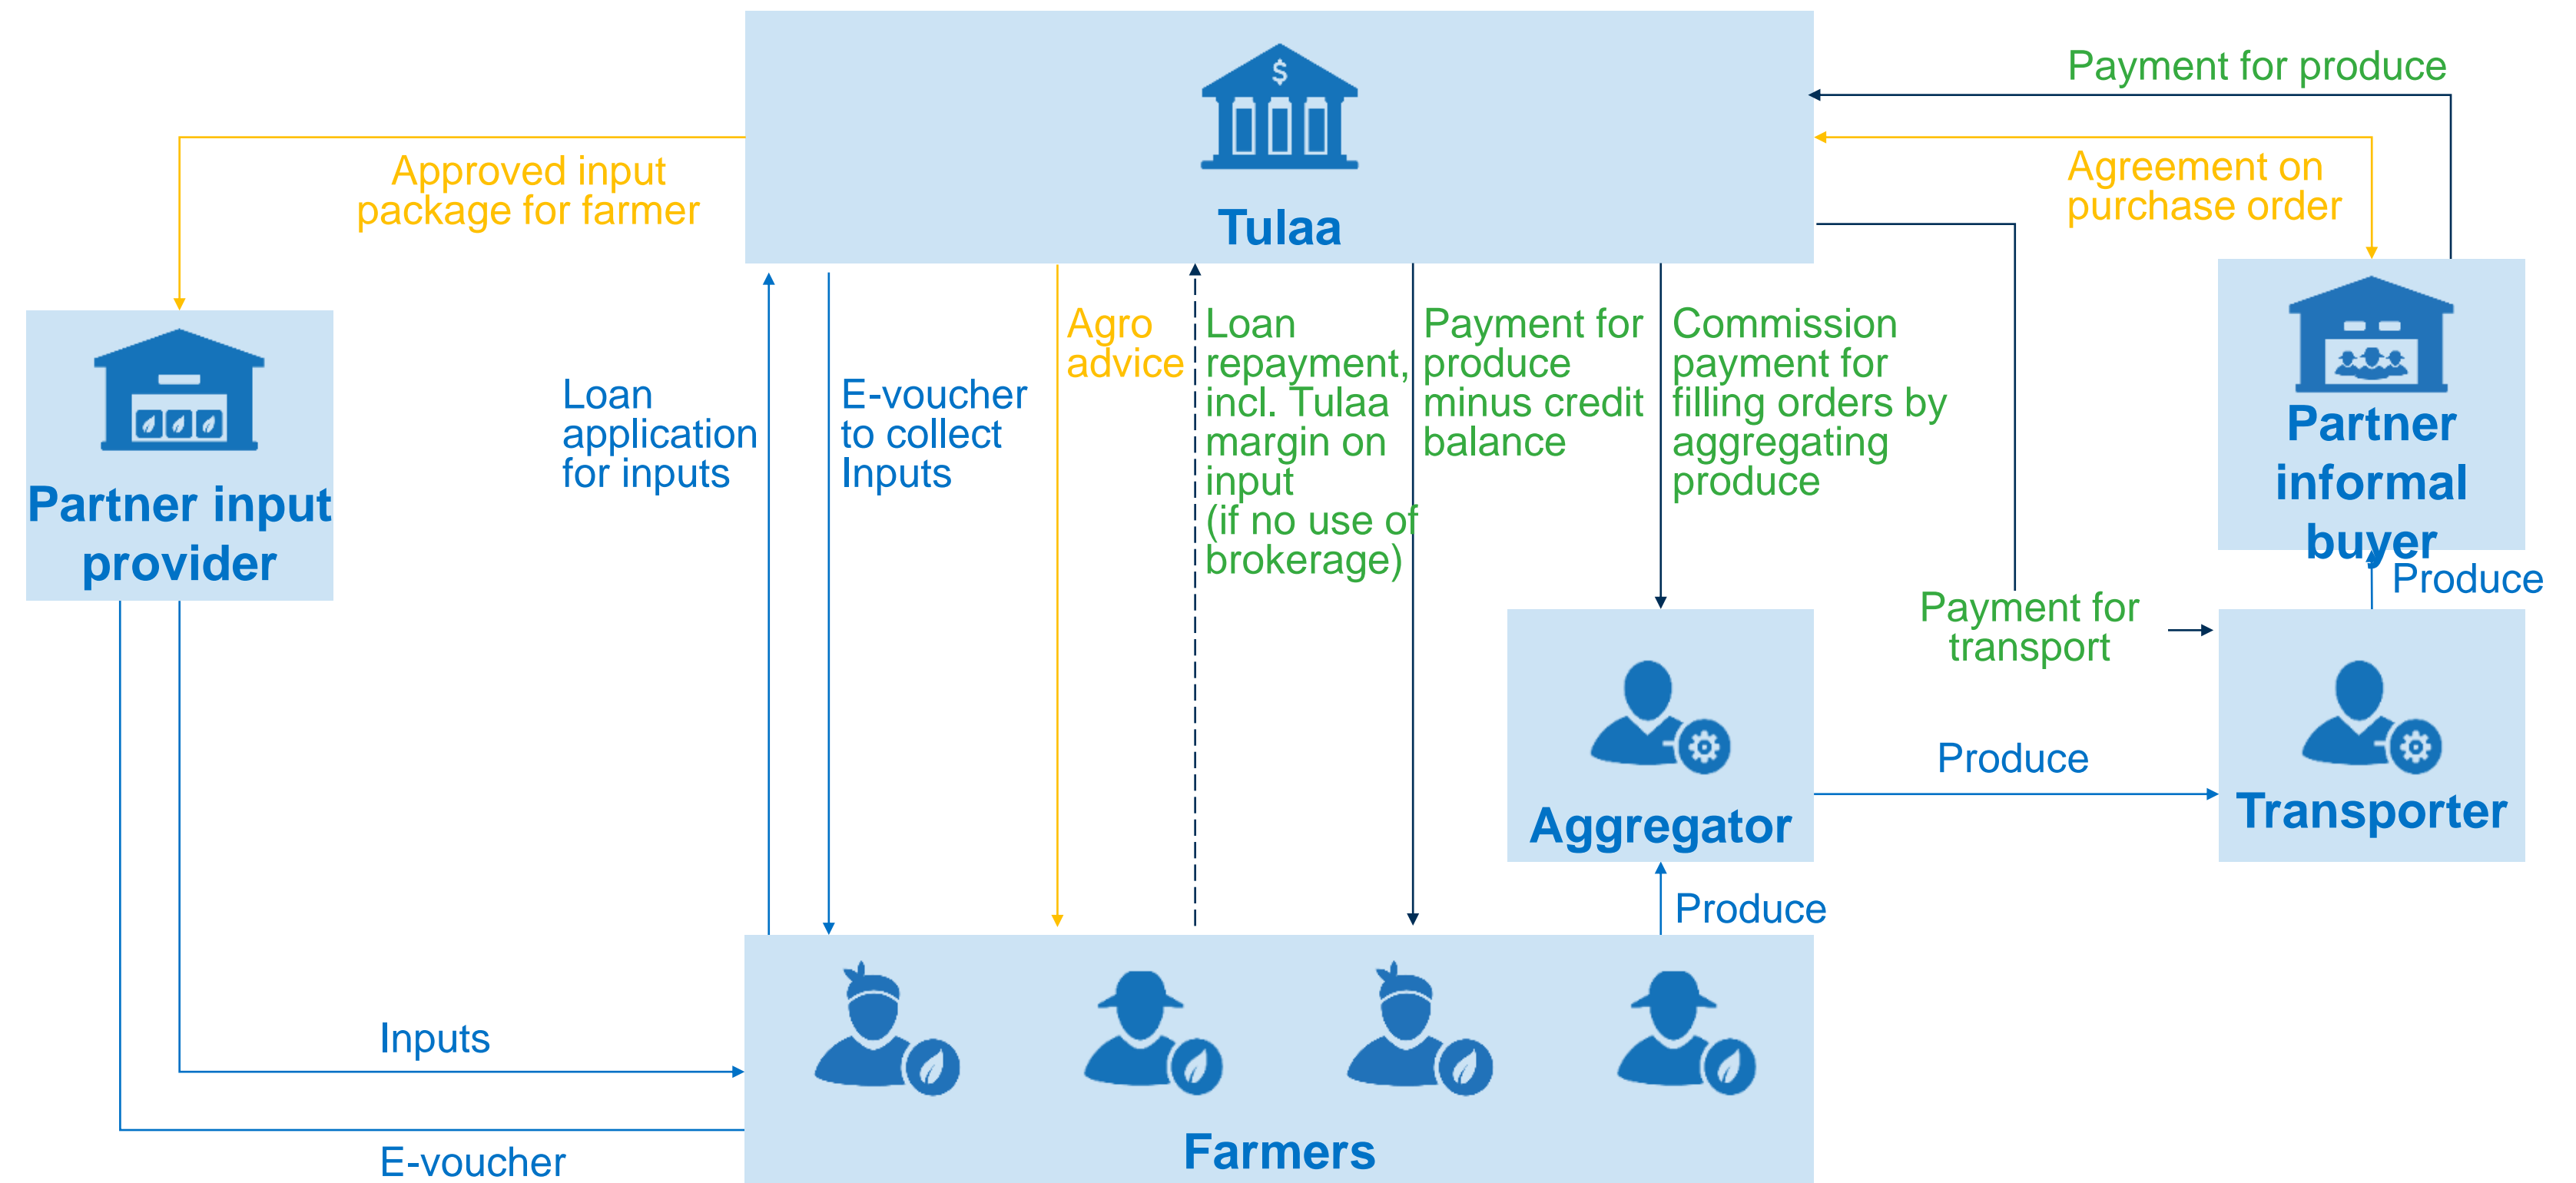 $
Tulaa
Payment for produce
Agreement on
purchase order
Approved input
package for farmer
Partner input
provider
Loan
application
for inputs
E-voucher
to collect
Inputs
Agro
advice
Loan
repayment,
incl. Tulaa
margin on
input
(if no use of
brokerage)
Payment for
produce
minus credit
balance
Commission
payment for
filling orders by
aggregating
produce
Partner
informal
buyer
Produce
Payment for
transport
Aggregator
Produce
Transporter
Produce
Inputs
E-voucher
Farmers